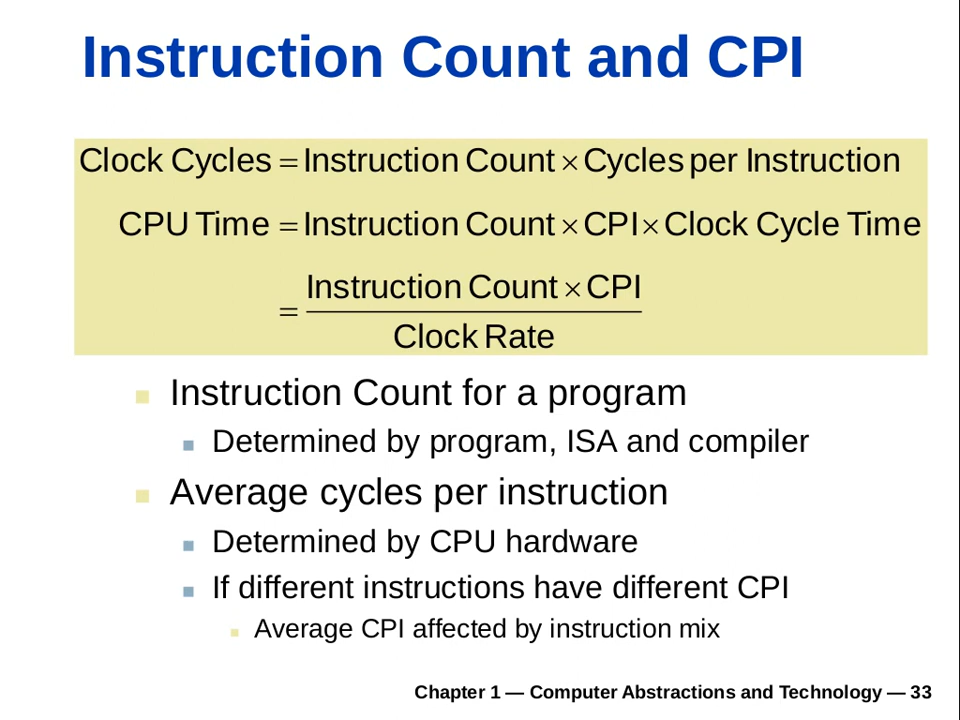 Instruction Count and CPI
Clock Cycles = Instruction Count × Cycles per Instruction
CPU Time = Instruction Count × CPI × Clock Cycle Time
= Instruction Count × CPI
Clock Rate
Instruction Count for a program
Determined by program, ISA and compiler
Average cycles per instruction
Determined by CPU hardware
If different instructions have different CPI
Average CPI affected by instruction mix
Chapter 1 — Computer Abstractions and Technology — 33